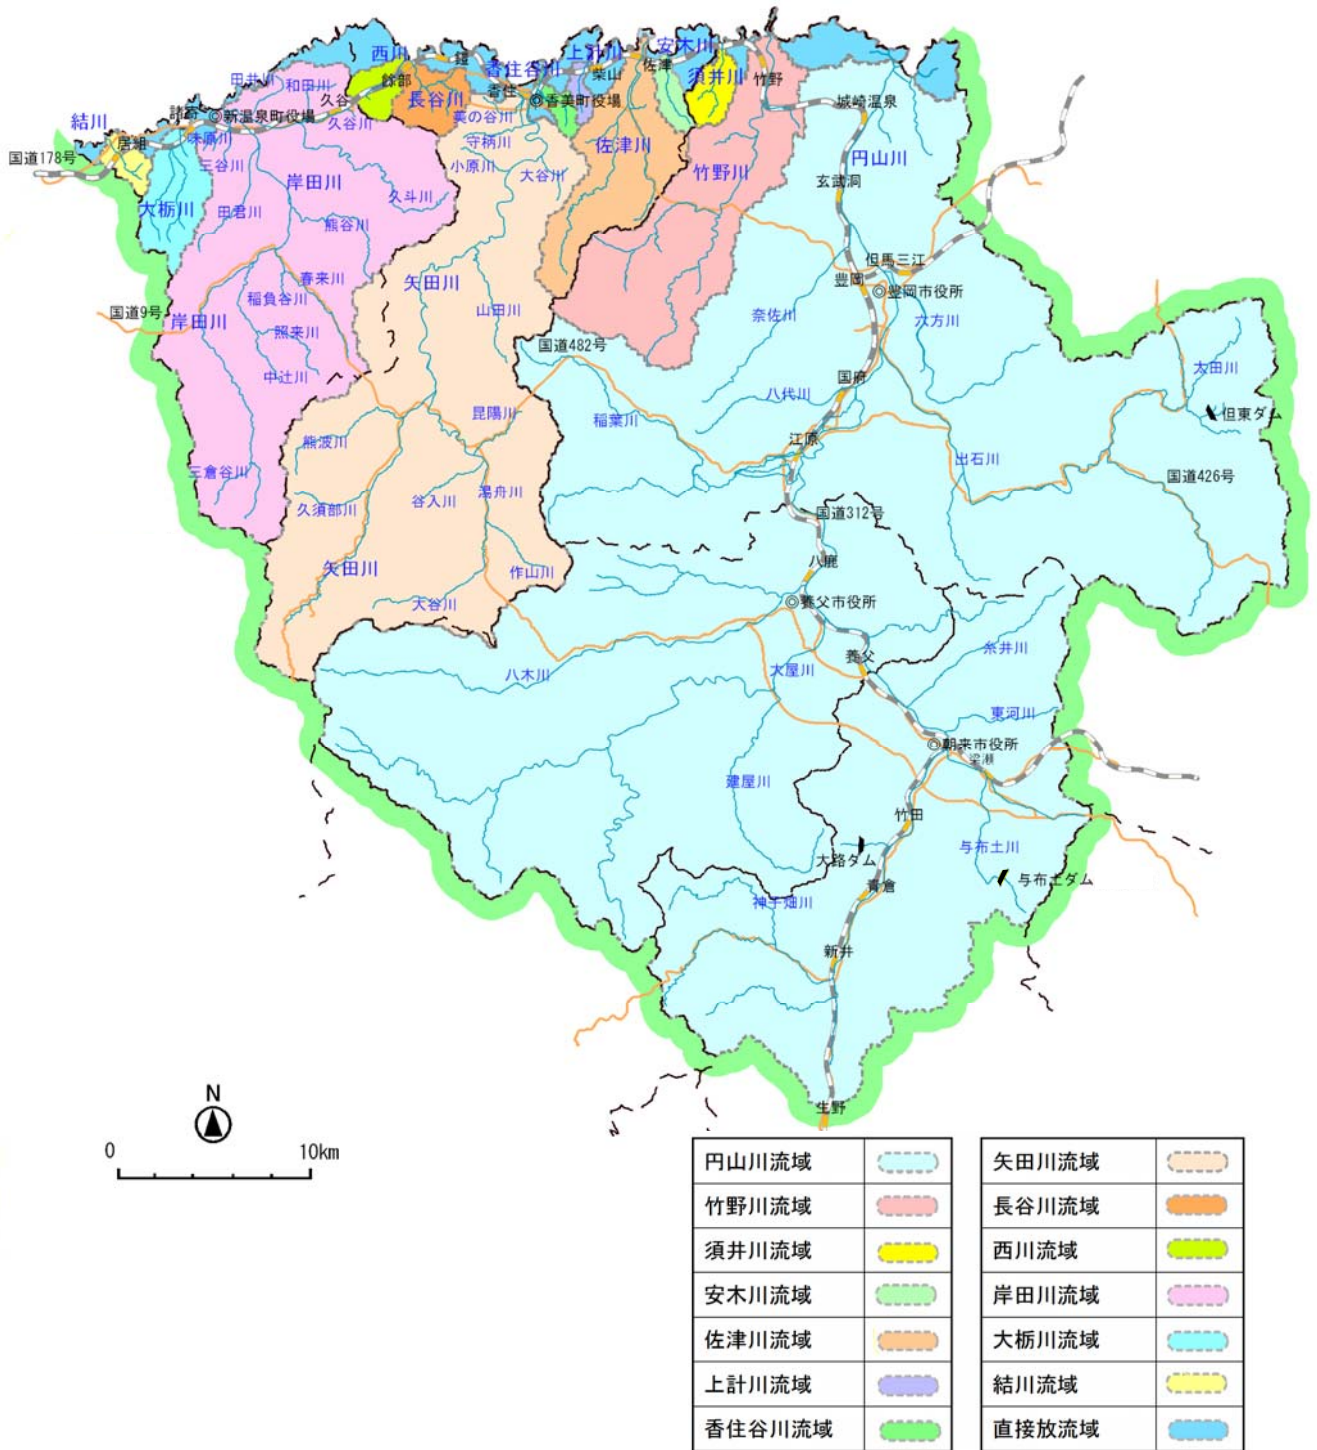 西川
鎧
上計川
安木川
佐津
田井川
和田川
餘部
香住谷川
柴山
須井川
竹野
諸寄
新温泉町役場
久谷
長谷川
香住
香美町役場
城崎温泉
結川
居組
味原川
久谷川
美の谷川
守柄川
佐津川
円山川
国道178号
三谷川
岸田川
小原川
大谷川
竹野川
玄武洞
大栃川
田君川
久斗川
熊谷川
但馬三江
春来川
矢田川
豊岡
豊岡市役所
稲負谷川
国道9号
岸田川
照来川
山田川
奈佐川
六方川
国道482号
中辻川
国府
太田川
八代川
昆陽川
稲葉川
但東ダム
熊波川
江原
三倉谷川
出石川
国道426号
久須部川
谷入川
湯舟川
国道312号
矢田川
作山川
八鹿
大谷川
養父市役所
八木川
大屋川
養父
糸井川
東河川
朝来市役所
梁瀬
建屋川
竹田
大路ダム
与布土川
与布土ダム
青倉
神子畑川
新井
生野
N
0 10km
円山川流域 矢田川流域
竹野川流域 長谷川流域
須井川流域 西川流域
安木川流域 岸田川流域
佐津川流域 大栃川流域
上計川流域 結川流域
香住谷川流域 直接放流域